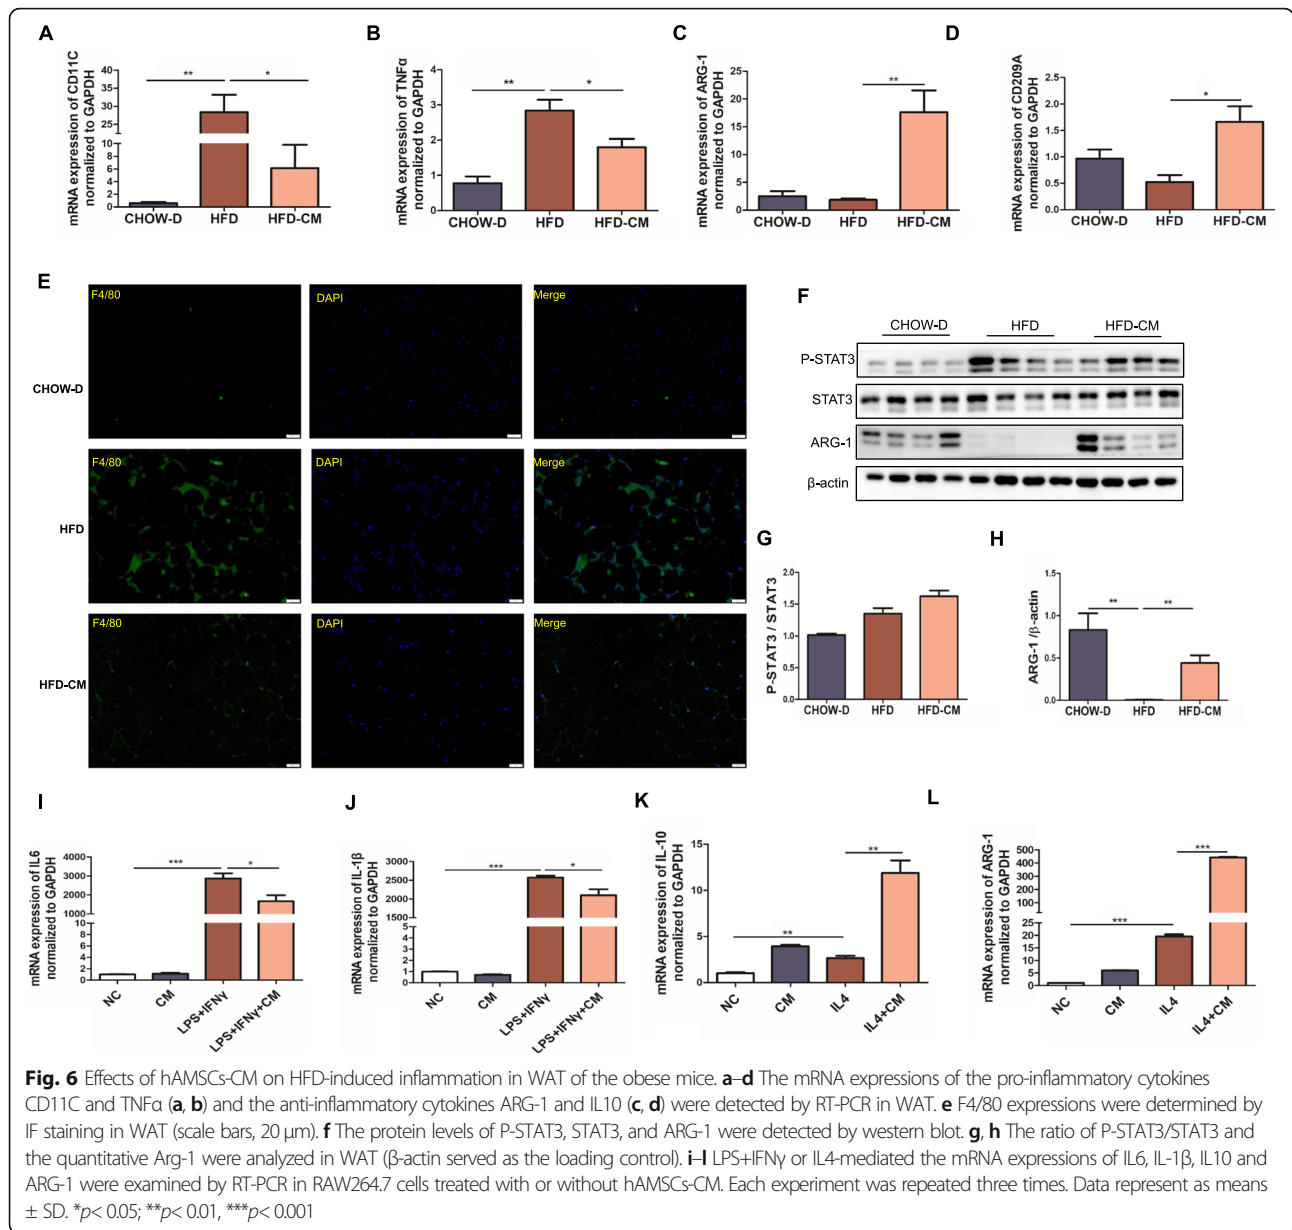 A
mRNA expression of CD11C
normalized to GAPDH
40
35
30
25
20
15
10
8
6
4
2
0
**
*
CHOW-D HFD HFD-CM
B
mRNA expression of TNFα
normalized to GAPDH
4
3
2
1
0
**
*
CHOW-D HFD HFD-CM
C
mRNA expression of ARG-1
normalized to GAPDH
25
20
15
10
5
0
**
CHOW-D HFD HFD-CM
D
mRNA expression of CD209A
normalized to GAPDH
2.5
2.0
1.5
1.0
0.5
0.0
*
CHOW-D HFD HFD-CM
E
F4/80 DAPI Merge
CHOW-D
F4/80 DAPI Merge
HFD
F4/80 DAPI Merge
HFD-CM
F
CHOW-D HFD HFD-CM
P-STAT3
STAT3
ARG-1
β-actin
G
P-STAT3 / STAT3
2.0
1.5
1.0
0.5
0.0
CHOW-D HFD HFD-CM
H
ARG-1 /β-actin
1.5
1.0
0.5
0.0
**
**
CHOW-D HFD HFD-CM
I
mRNA expression of IL6
normalized to GAPDH
4000
3000
2000
1000
10
8
6
4
2
0
***
*
NC CM LPS+IFNγ LPS+IFNγ+CM
J
mRNA expression of IL-1β
normalized to GAPDH
3000
2500
2000
1500
5
4
3
2
1
0
***
*
NC CM LPS+IFNγ LPS+IFNγ+CM
K
mRNA expression of IL-10
normalized to GAPDH
15
10
5
0
**
**
NC CM IL4 IL4+CM
L
mRNA expression of ARG-1
normalized to GAPDH
500
400
300
200
100
25
20
15
10
5
0
***
***
NC CM IL4 IL4+CM
Fig. 6 Effects of hAMSCs-CM on HFD-induced inflammation in WAT of the obese mice. a–d The mRNA expressions of the pro-inflammatory cytokines
CD11C and TNFα (a, b) and the anti-inflammatory cytokines ARG-1 and IL10 (c, d) were detected by RT-PCR in WAT. e F4/80 expressions were determined by
IF staining in WAT (scale bars, 20 μm). f The protein levels of P-STAT3, STAT3, and ARG-1 were detected by western blot. g, h The ratio of P-STAT3/STAT3 and
the quantitative Arg-1 were analyzed in WAT (β-actin served as the loading control). i–l LPS+IFNγ or IL4-mediated the mRNA expressions of IL6, IL-1β, IL10 and
ARG-1 were examined by RT-PCR in RAW264.7 cells treated with or without hAMSCs-CM. Each experiment was repeated three times. Data represent as means
± SD. *p< 0.05; **p< 0.01, ***p< 0.001